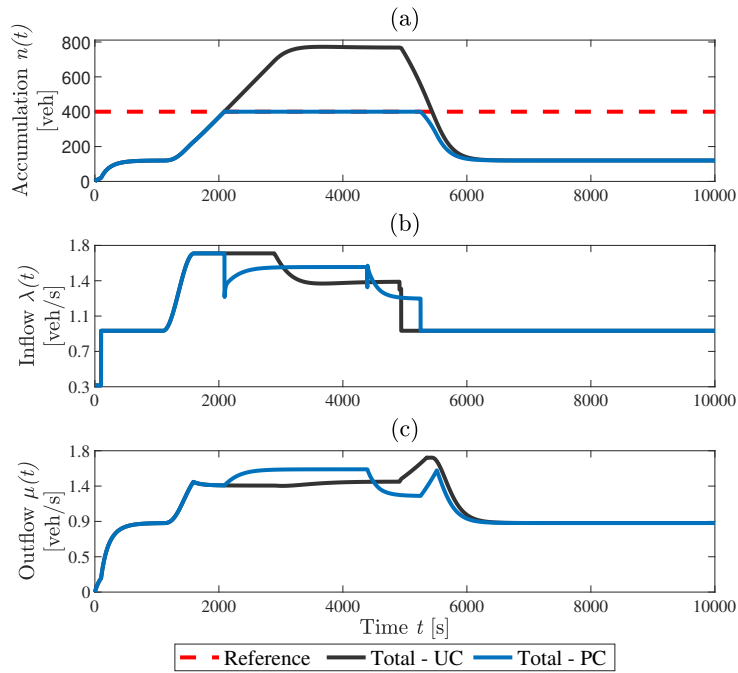 (a)
Accumulation n(t)
[veh]
800
600
400
200
0
0 2000 4000 6000 8000 10000
(b)
Inflow λ(t)
[veh/s]
1.8
1.4
1.1
0.7
0.3
0 2000 4000 6000 8000 10000
(c)
Outflow μ(t)
[veh/s]
1.8
1.4
0.9
0.5
0
0 2000 4000 6000 8000 10000
Time t [s]
Reference Total - UC Total - PC